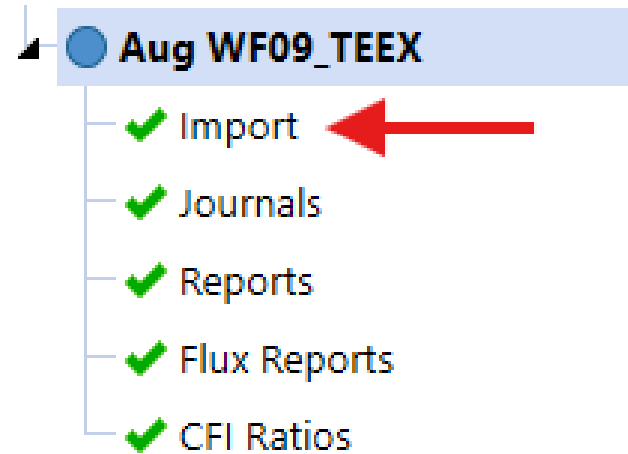 Aug WF09_TEEX
Import
Journals
Reports
Flux Reports
CFI Ratios